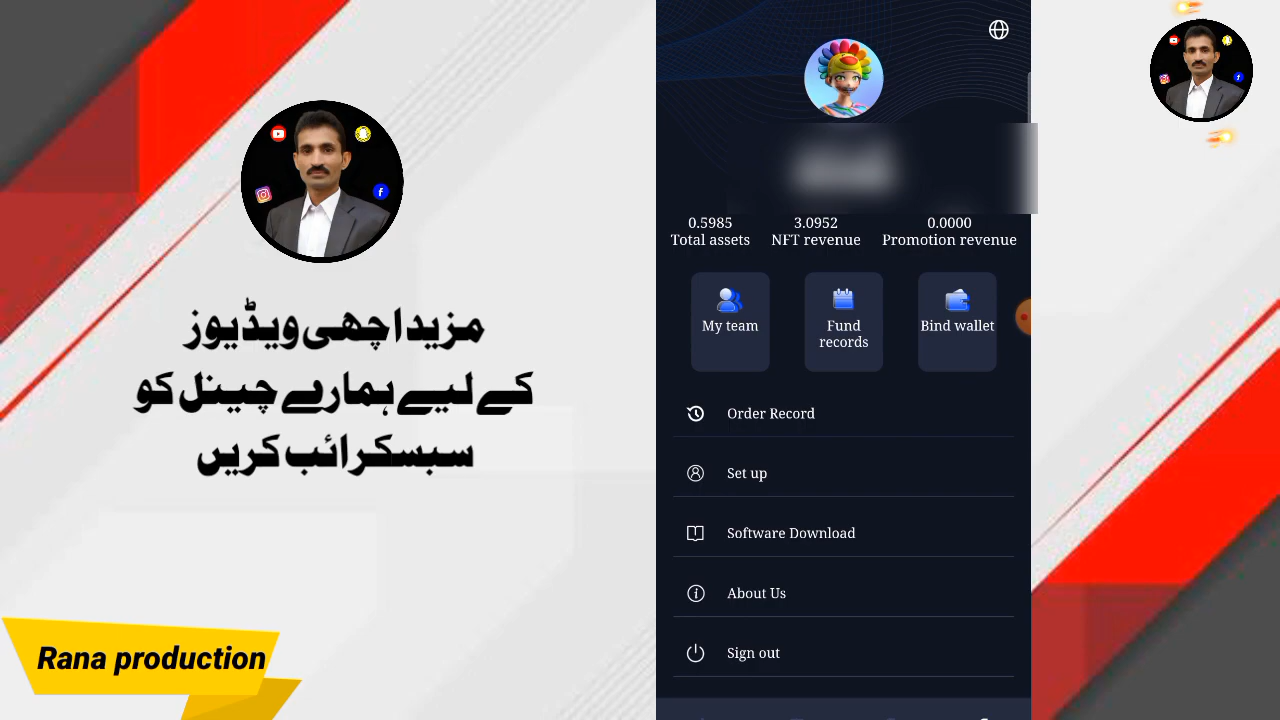 مزید اچھی ویڈیوز
کے لیے ہمارے چینل کو
سبسکرائب کریں
Rana production
0.5985
Total assets
3.0952
NFT revenue
0.0000
Promotion revenue
My team
Fund
records
Bind wallet
Order Record
Set up
Software Download
About Us
Sign out